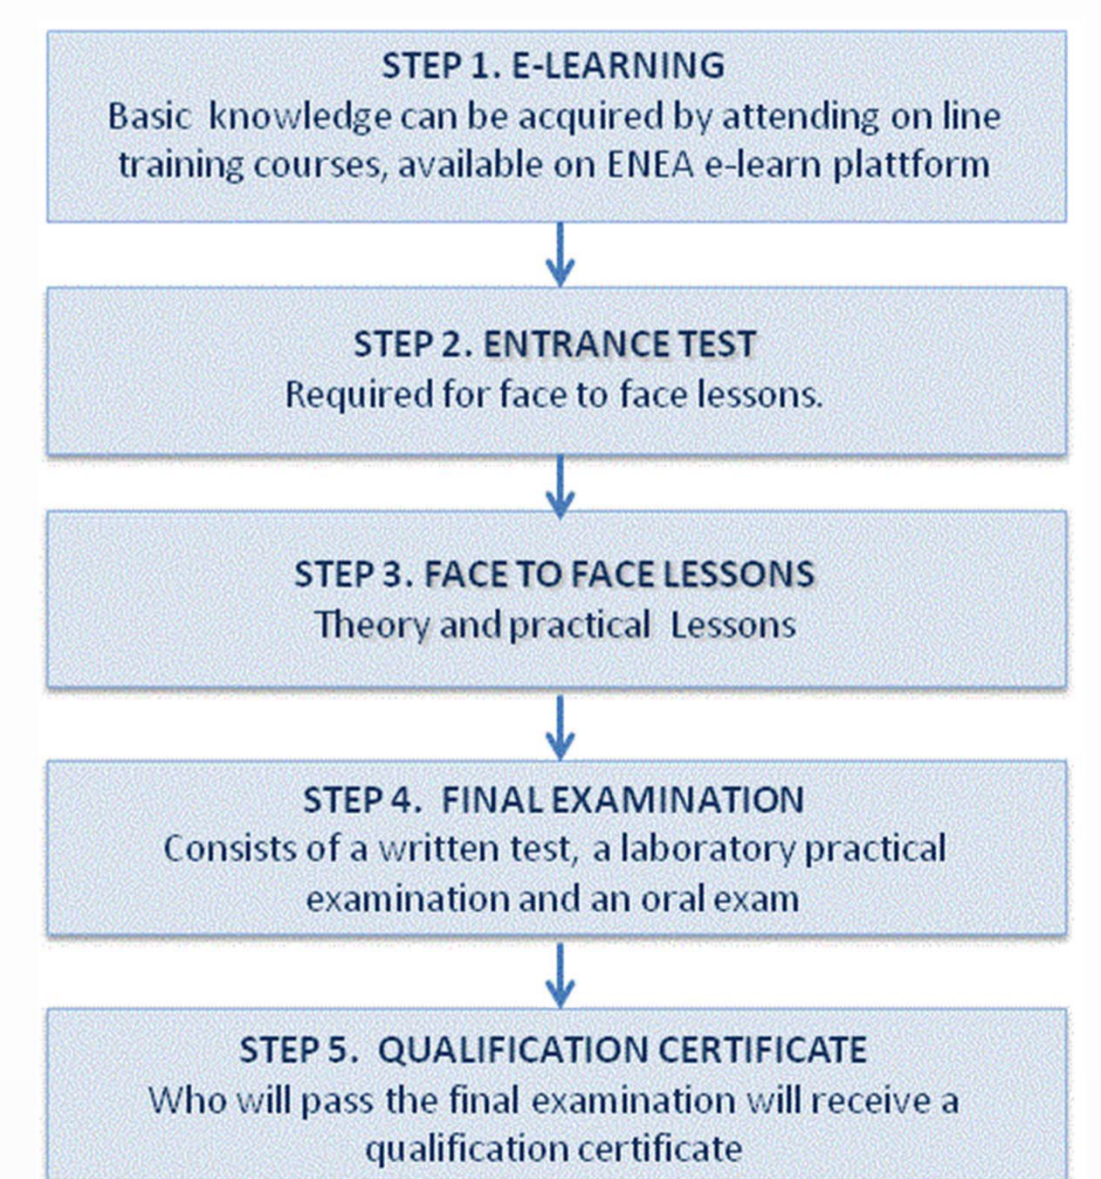 STEP 1. E-LEARNING
Basic knowledge can be acquired by attending on line
training courses, available on ENEA e-learn plattform
STEP 2. ENTRANCE TEST
Required for face to face lessons.
STEP 3. FACE TO FACE LESSONS
Theory and practical Lessons
STEP 4. FINAL EXAMINATION
Consists of a written test, a laboratory practical
examination and an oral exam
STEP 5. QUALIFICATION CERTIFICATE
Who will pass the final examination will receive a
qualification certificate